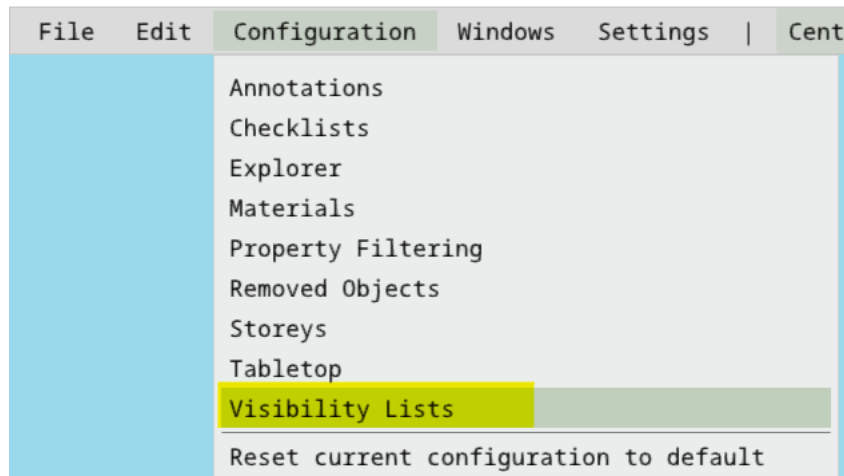 File Edit Configuration Windows Settings | Cent
Annotations
Checklists
Explorer
Materials
Property Filtering
Removed Objects
Storeys
Tabletop
Visibility Lists
Reset current configuration to default